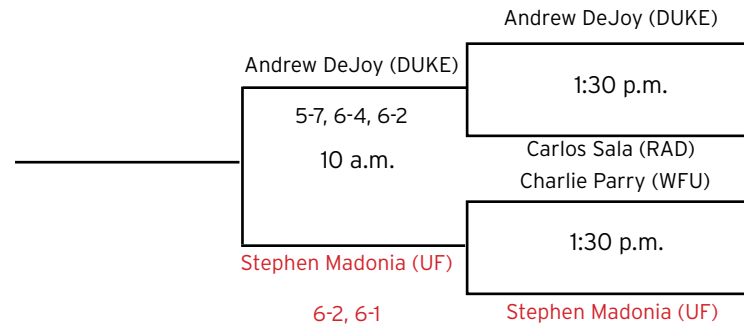 Andrew DeJoy (DUKE)
Andrew DeJoy (DUKE)
1:30 p.m.
5-7, 6-4, 6-2
10 a.m.
Carlos Sala (RAD)
Charlie Parry (WFU)
1:30 p.m.
Stephen Madonia (UF)
6-2, 6-1
Stephen Madonia (UF)